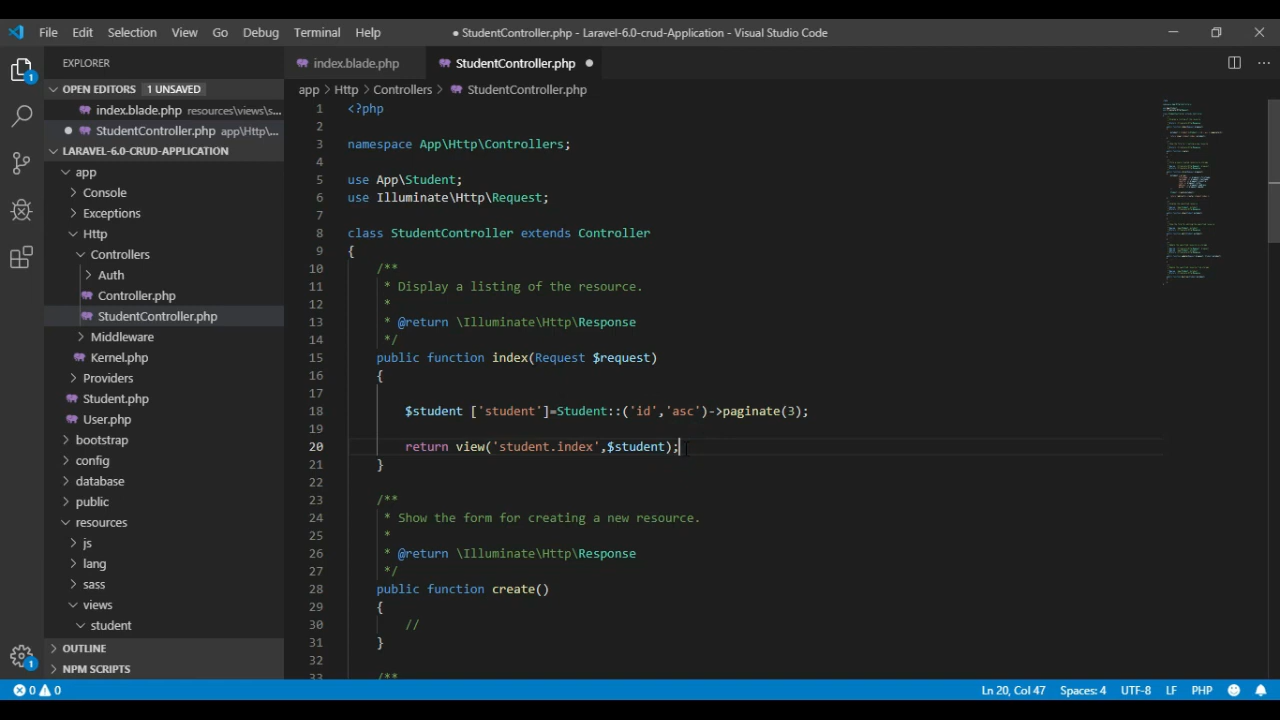 File Edit Selection View Go Debug Terminal Help ● StudentController.php - Laravel-6.0-crud-Application - Visual Studio Code
EXPLORER
OPEN EDITORS 1 UNSAVED
index.blade.php resources\views\s...
StudentController.php app\Http\...
LARAVEL-6.0-CRUD-APPLICATION
app
Console
Exceptions
Http
Controllers
Auth
Controller.php
StudentController.php
Middleware
Kernel.php
Providers
Student.php
User.php
bootstrap
config
database
public
resources
js
lang
sass
views
student
OUTLINE
NPM SCRIPTS
1
1
index.blade.php StudentController.php
app > Http > Controllers > StudentController.php
1 <?php
2
3 namespace App\Http\Controllers;
4
5 use App\Student;
6 use Illuminate\Http\Request;
7
8 class StudentController extends Controller
9 {
10 /**
11 * Display a listing of the resource.
12 *
13 * @return \Illuminate\Http\Response
14 */
15 public function index(Request $request)
16 {
17
18 $student ['student']=Student::('id','asc')->paginate(3);
19
20 return view('student.index',$student);
21 }
22
23 /**
24 * Show the form for creating a new resource.
25 *
26 * @return \Illuminate\Http\Response
27 */
28 public function create()
29 {
30 //
31 }
32
33 /**
0 0 Ln 20, Col 47 Spaces: 4 UTF-8 LF PHP